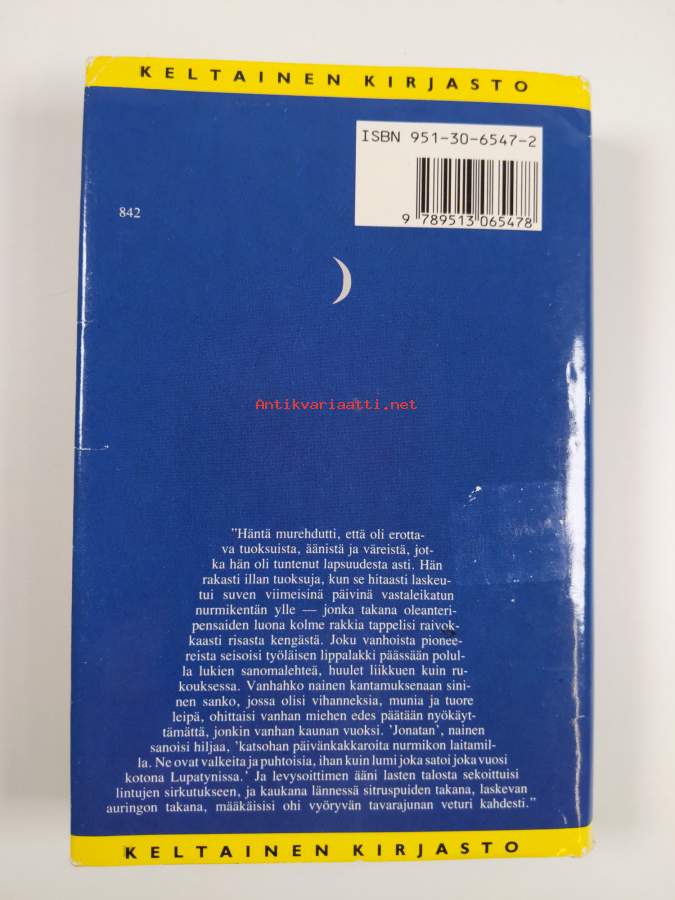 KELTAINEN KIRJASTO
ISBN 951-30-6547-2
9 789513 065478
842
Antikvariaatti.net
"Häntä murehdutti, että oli erotta-
va tuoksuista, äänistä ja väreistä, jot-
ka hän oli tuntenut lapsuudesta asti. Hän
rakasti illan tuoksuja, kun se hitaasti laskeu-
tui suven viimeisinä päivinä vastaleikatun
nurmikentän ylle — jonka takana oleanteri-
pensaiden luona kolme rakkia tappelisi raivok-
kaasti risasta kengästä. Joku vanhoista pionee-
reista seisoisi työläisen lippalakki päässään polul-
la lukien sanomalehteä, huulet liikkuen kuin ru-
kouksessa. Vanhahko nainen kantamuksenaan sini-
nen sanko, jossa olisi vihanneksia, munia ja tuore
leipä, ohittaisi vanhan miehen edes päätään nyökäyt-
tämättä, jonkin vanhan kaunan vuoksi. 'Jonatan', nainen
sanoisi hiljaa, 'katsohan päivänkakkaroita nurmikon laitamil-
la. Ne ovat valkeita ja puhtoisia, ihan kuin lumi joka satoi joka vuosi
kotona Lupatynissa.' Ja levysoittimen ääni lasten talosta sekoittuisi
lintujen sirkutukseen, ja kaukana lännessä sitruspuiden takana, laskevan
auringon takana, määkäisisi ohi vyöryvän tavarajunan veturi kahdesti."
KELTAINEN KIRJASTO